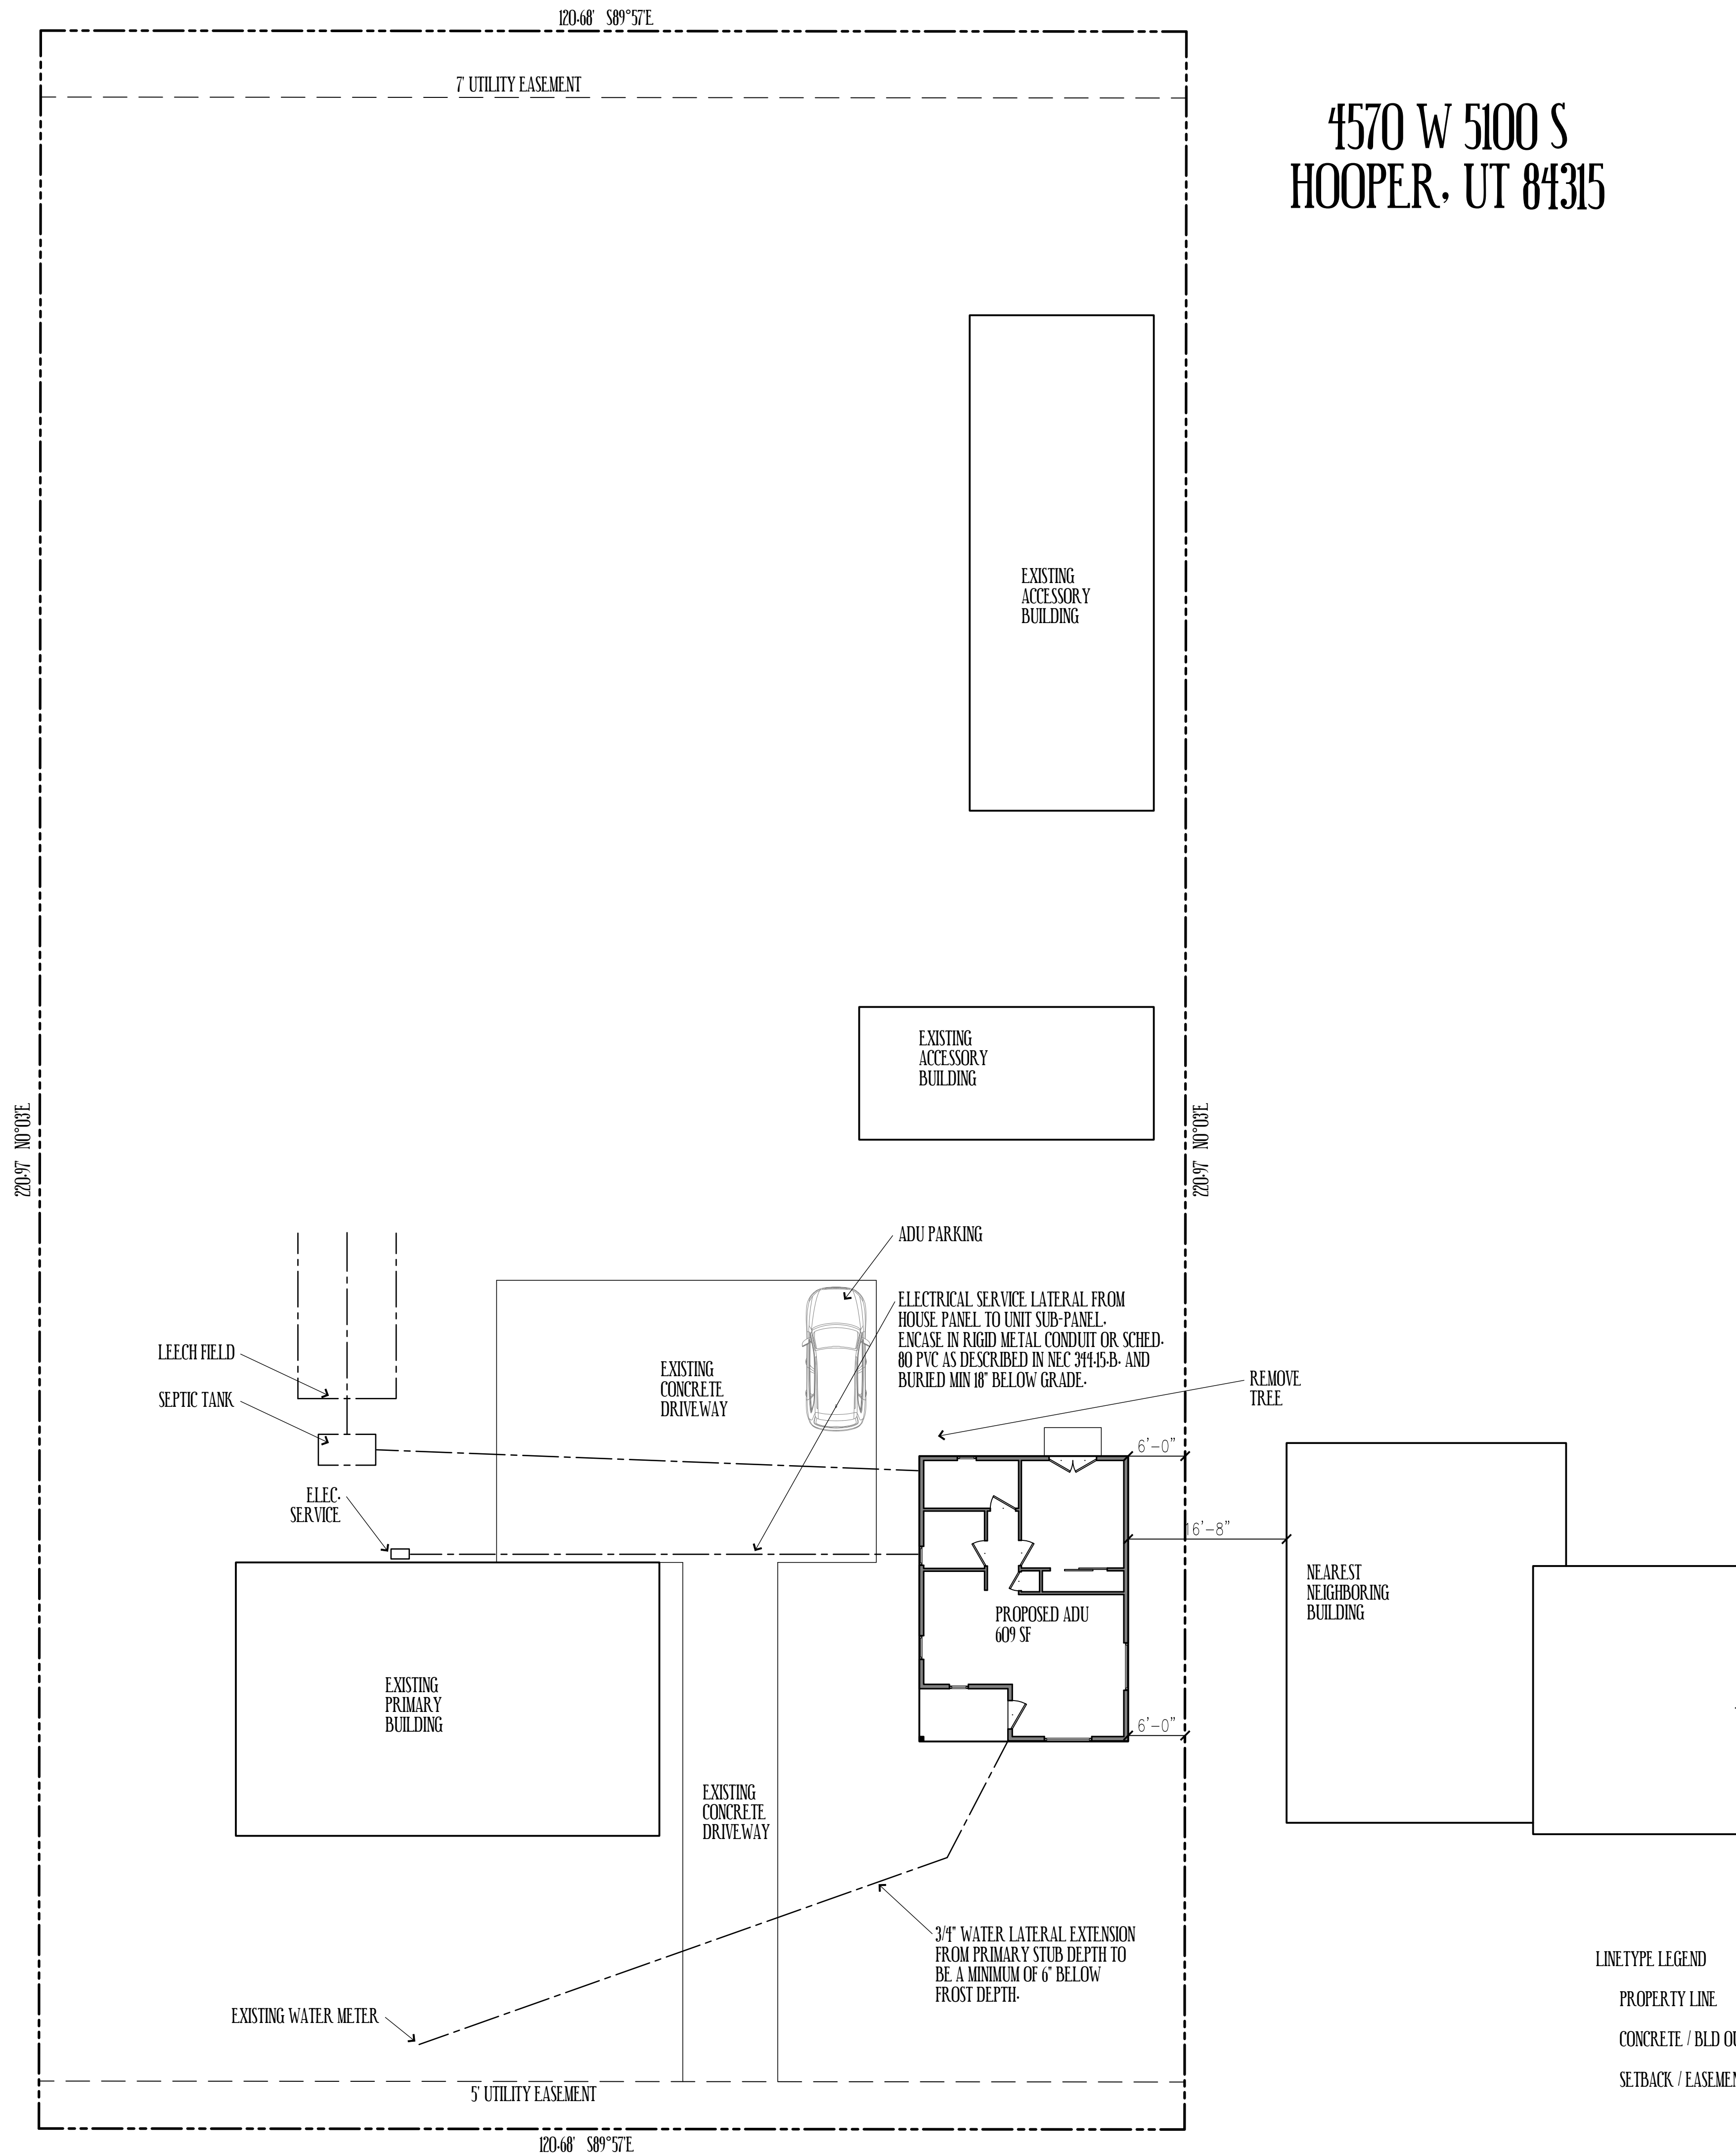 120.68' S89°57'E
7' UTILITY EASEMENT
4570 W 5100 S
HOOPER, UT 84315
EXISTING
ACCESSORY
BUILDING
EXISTING
ACCESSORY
BUILDING
220.97' N0°03'E
220.97' N0°03'E
ADU PARKING
ELECTRICAL SERVICE LATERAL FROM
HOUSE PANEL TO UNIT SUB-PANEL.
ENCASE IN RIGID METAL CONDUIT OR SCHED.
80 PVC AS DESCRIBED IN NEC 344.15.B. AND
BURIED MIN 18" BELOW GRADE.
LEECH FIELD
SEPTIC TANK
EXISTING
CONCRETE
DRIVEWAY
REMOVE
TREE
6'-0"
ELEC.
SERVICE
16'-8"
NEAREST
NEIGHBORING
BUILDING
PROPOSED ADU
609 SF
EXISTING
PRIMARY
BUILDING
6'-0"
EXISTING
CONCRETE
DRIVEWAY
3/4" WATER LATERAL EXTENSION
FROM PRIMARY STUB DEPTH TO
BE A MINIMUM OF 6" BELOW
FROST DEPTH.
EXISTING WATER METER
LINETYPE LEGEND
PROPERTY LINE
CONCRETE / BLD
SETBACK /
5' UTILITY EASEMENT
120.68' S89°57'E